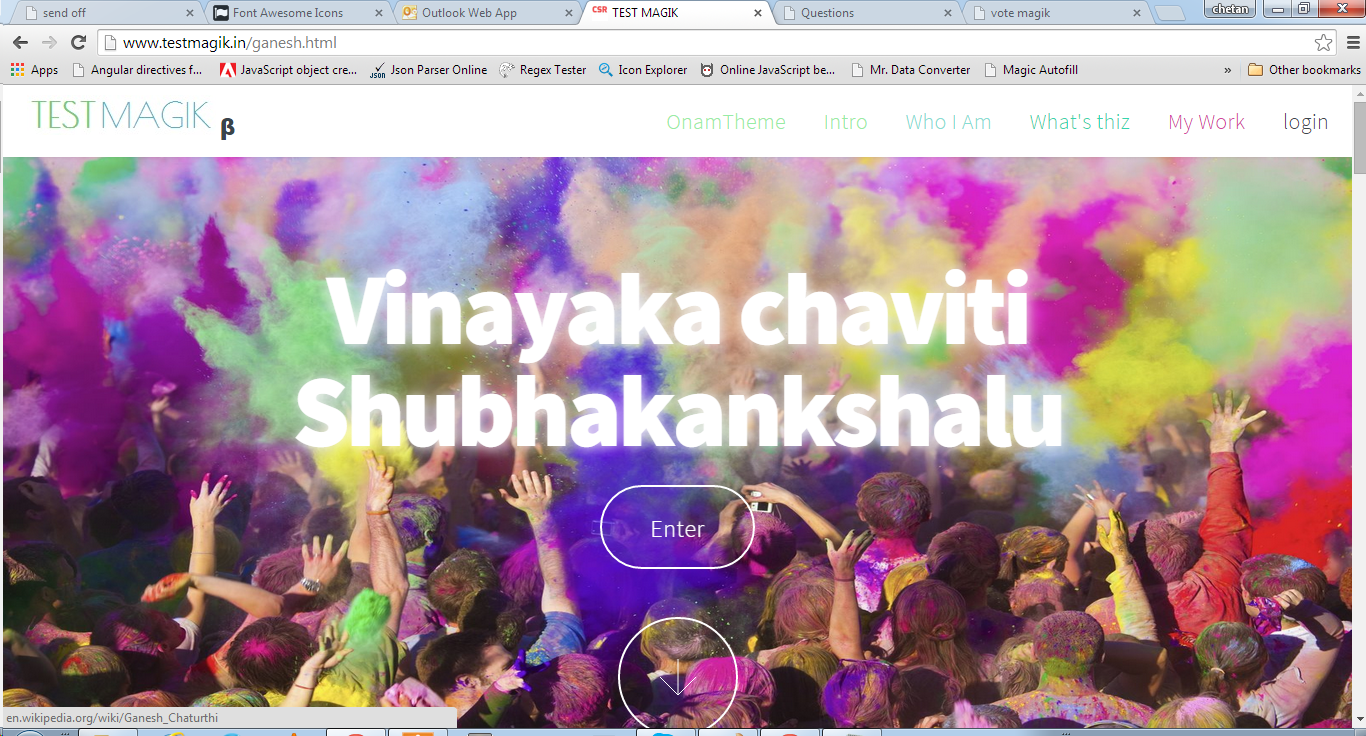 send off
Font Awesome Icons
Outlook Web App
CSR TEST MAGIK
Questions
vote magik
chetan
www.testmagik.in/ganesh.html
Apps
Angular directives f...
JavaScript object cre...
Json Parser Online
Regex Tester
Icon Explorer
Online JavaScript be...
Mr. Data Converter
Magic Autofill
»
Other bookmarks
TESTMAGIK β
OnamTheme
Intro
Who I Am
What's thiz
My Work
login
Vinayaka chaviti
Shubhakankshalu
Enter
en.wikipedia.org/wiki/Ganesh_Chaturthi